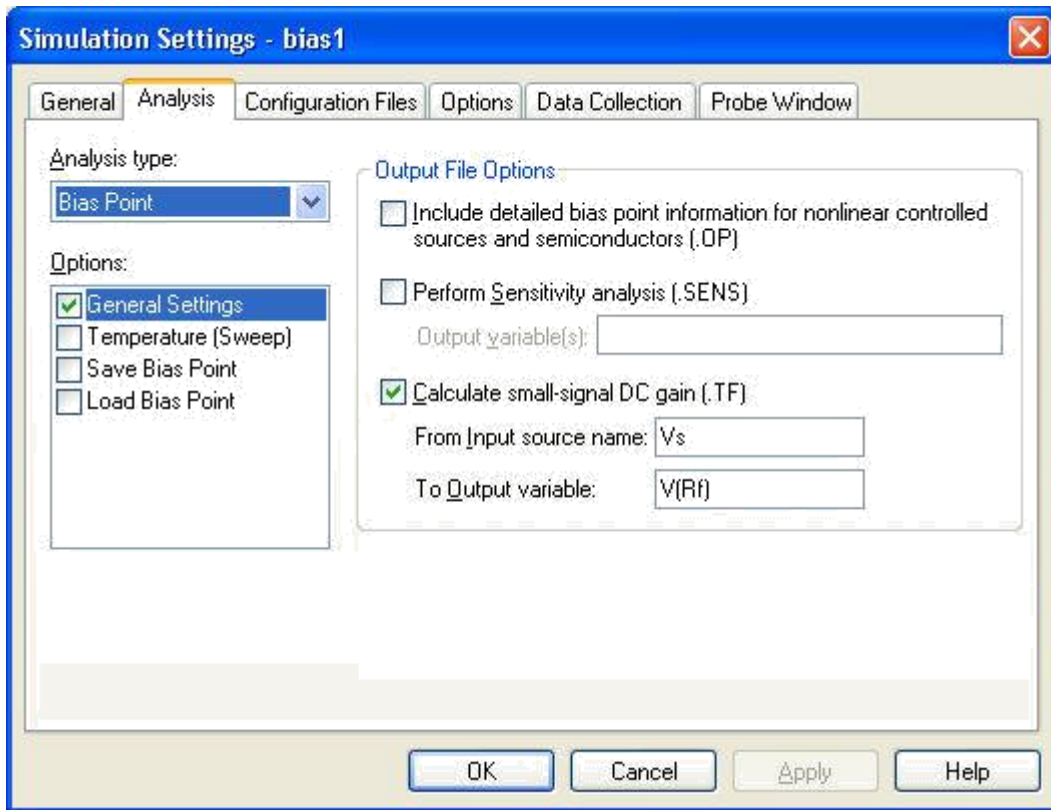 Simulation Settings - bias1
General
Analysis
Configuration Files
Options
Data Collection
Probe Window
Analysis type:
Bias Point
Options:
General Settings
Temperature (Sweep)
Save Bias Point
Load Bias Point
Output File Options
Include detailed bias point information for nonlinear controlled
sources and semiconductors (.OP)
Perform Sensitivity analysis (.SENS)
Output variable(s):
Calculate small-signal DC gain (.TF)
From Input source name: Vs
To Output variable: V(Rf)
OK
Cancel
Apply
Help